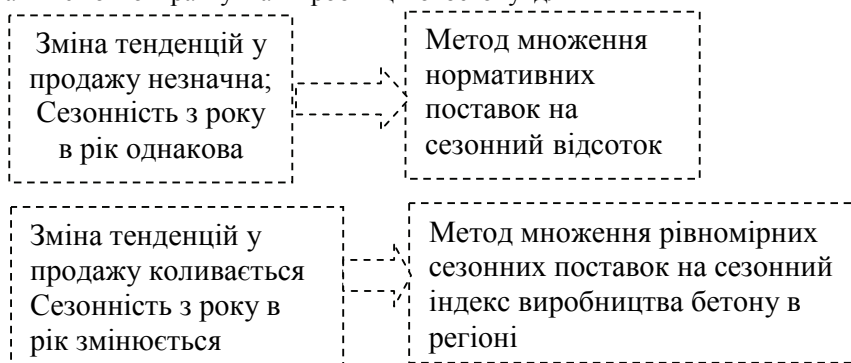 Зміна тенденцій у
продажу незначна;
Сезонність з року
в рік однакова
Метод множення
нормативних
поставок на
сезонний відсоток
Зміна тенденцій у
продажу коливається
Сезонність з року в
рік змінюється
Метод множення рівномірних
сезонних поставок на сезонний
індекс виробництва бетону в
регіоні